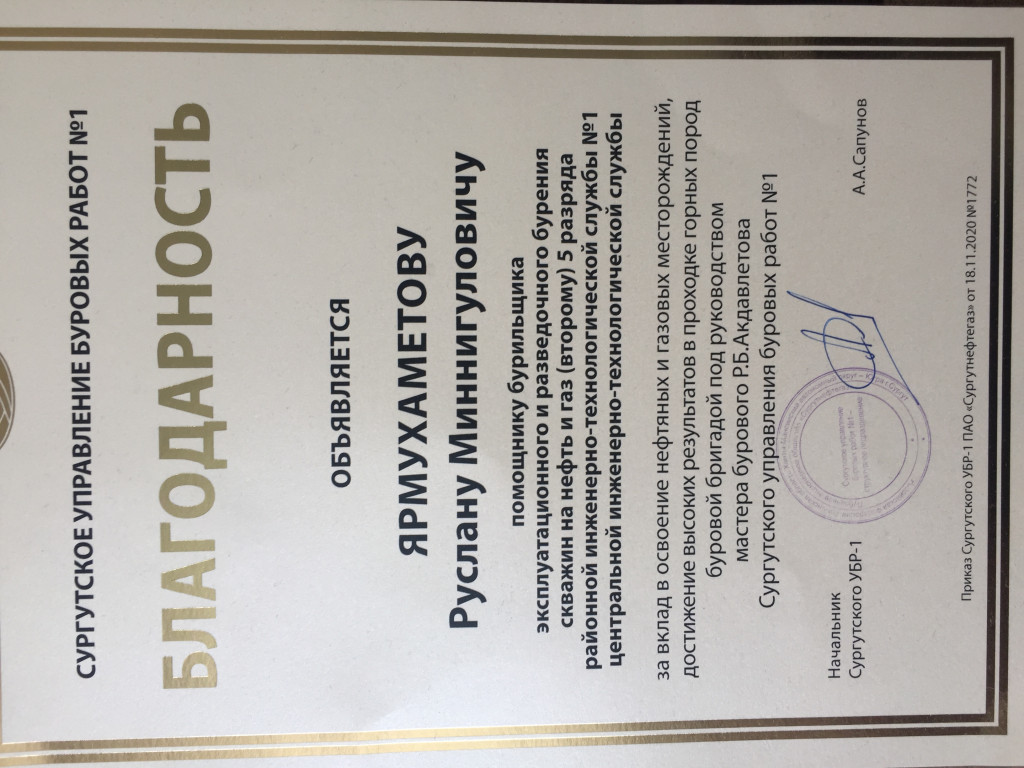 СУРГУТСКОЕ УПРАВЛЕНИЕ БУРОВЫХ РАБОТ №1
БЛАГОДАРНОСТЬ
ОБЪЯВЛЯЕТСЯ
ЯРМУХАМЕТОВУ
Руслану Миннигуловичу
помощнику бурильщика
эксплуатационного и разведочного бурения
скважин на нефть и газ (второму) 5 разряда
районной инженерно-технологической службы №1
центральной инженерно-технологической службы
за вклад в освоение нефтяных и газовых месторождений,
достижение высоких результатов в проходке горных пород
буровой бригадой под руководством
мастера бурового Р.Б.Акдавлетова
Сургутского управления буровых работ №1
Начальник
Сургутского УБР-1
А.А.Сапунов
Приказ Сургутского УБР-1 ПАО «Сургутнефтегаз» от 18.11.2020 №1772